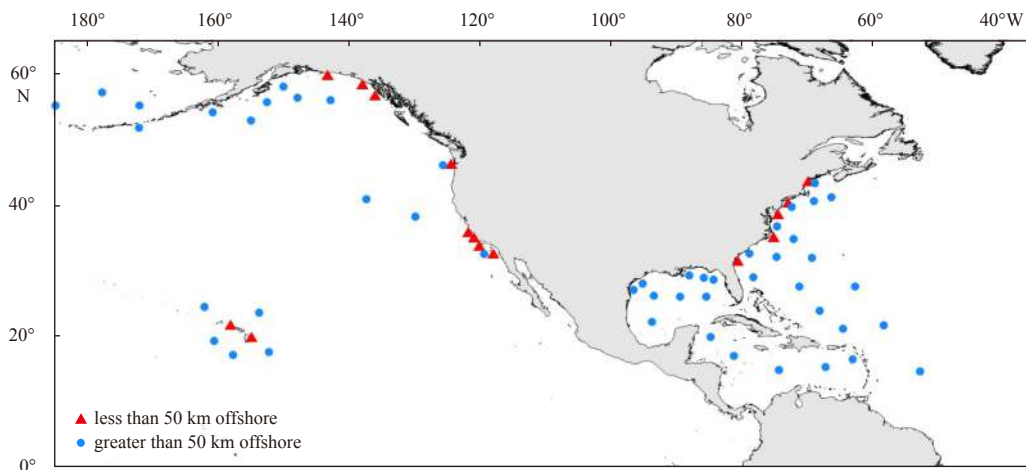 180° 160° 140° 120° 100° 80° 60° 40°W
60°
N
40°
20°
less than 50 km offshore
greater than 50 km offshore
0°